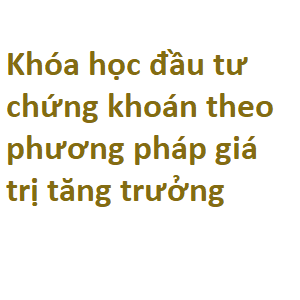 Khóa học đầu tư
chứng khoán theo
phương pháp giá
trị tăng trưởng